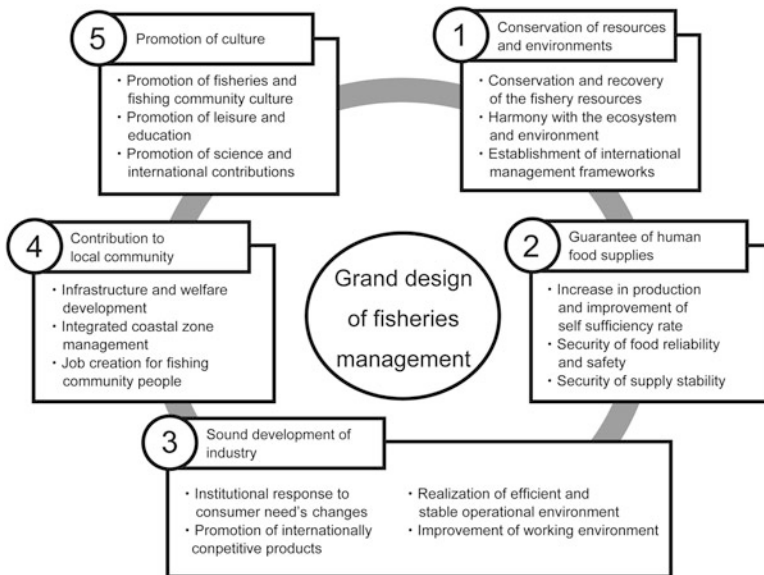 5
Promotion of culture
・Promotion of fisheries and
fishing community culture
・Promotion of leisure and
education
・Promotion of science and
international contributions
1
Conservation of resources
and environments
・Conservation and recovery
of the fishery resources
・Harmony with the ecosystem
and environment
・Establishment of international
management frameworks
4
Contribution to
local community
・Infrastructure and welfare
development
・Integrated coastal zone
management
・Job creation for fishing
community people
Grand design
of fisheries
management
2
Guarantee of human
food supplies
・Increase in production
and improvement of
self sufficiency rate
・Security of food reliability
and safety
・Security of supply stability
3
Sound development of
industry
・Institutional response to
consumer need's changes
・Promotion of internationally
conpetitive products
・Realization of efficient and
stable operational environment
・Improvement of working environment